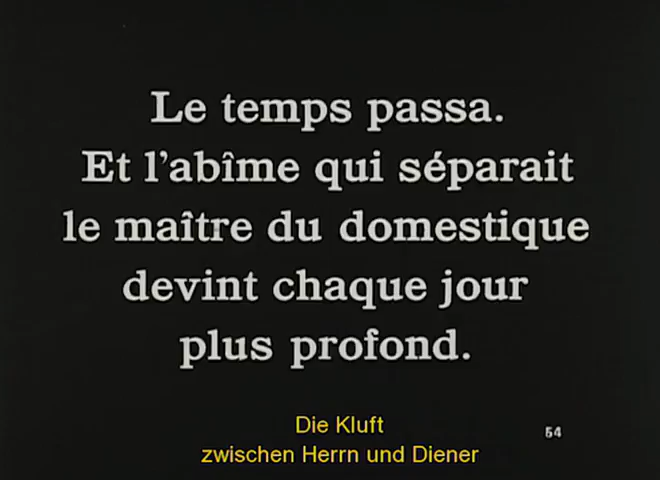 Le temps passa.
Et l'abîme qui séparait
le maître du domestique
devint chaque jour
plus profond.
Die Kluft
zwischen Herrn und Diener
54